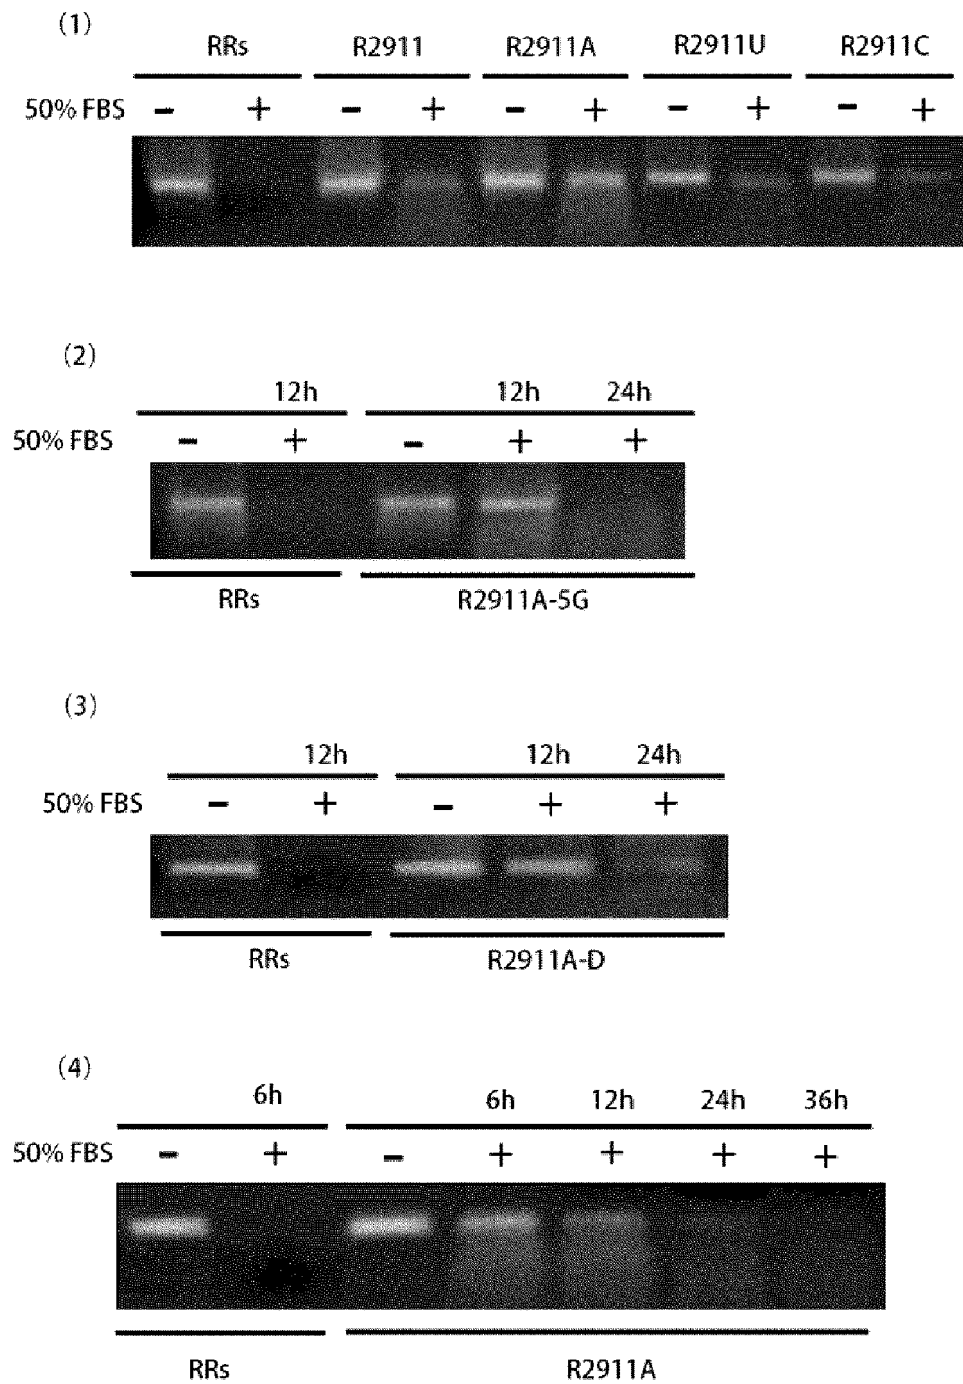 (1)
RRs R2911 R2911A R2911U R2911C
50% FBS - + - + - + - + - +
(2)
12h 12h 24h
50% FBS - + - + +
RRs R2911A-5G
(3)
12h 12h 24h
50% FBS - + - + +
RRs R2911A-D
(4)
6h 6h 12h 24h 36h
50% FBS - + - + + + +
RRs R2911A